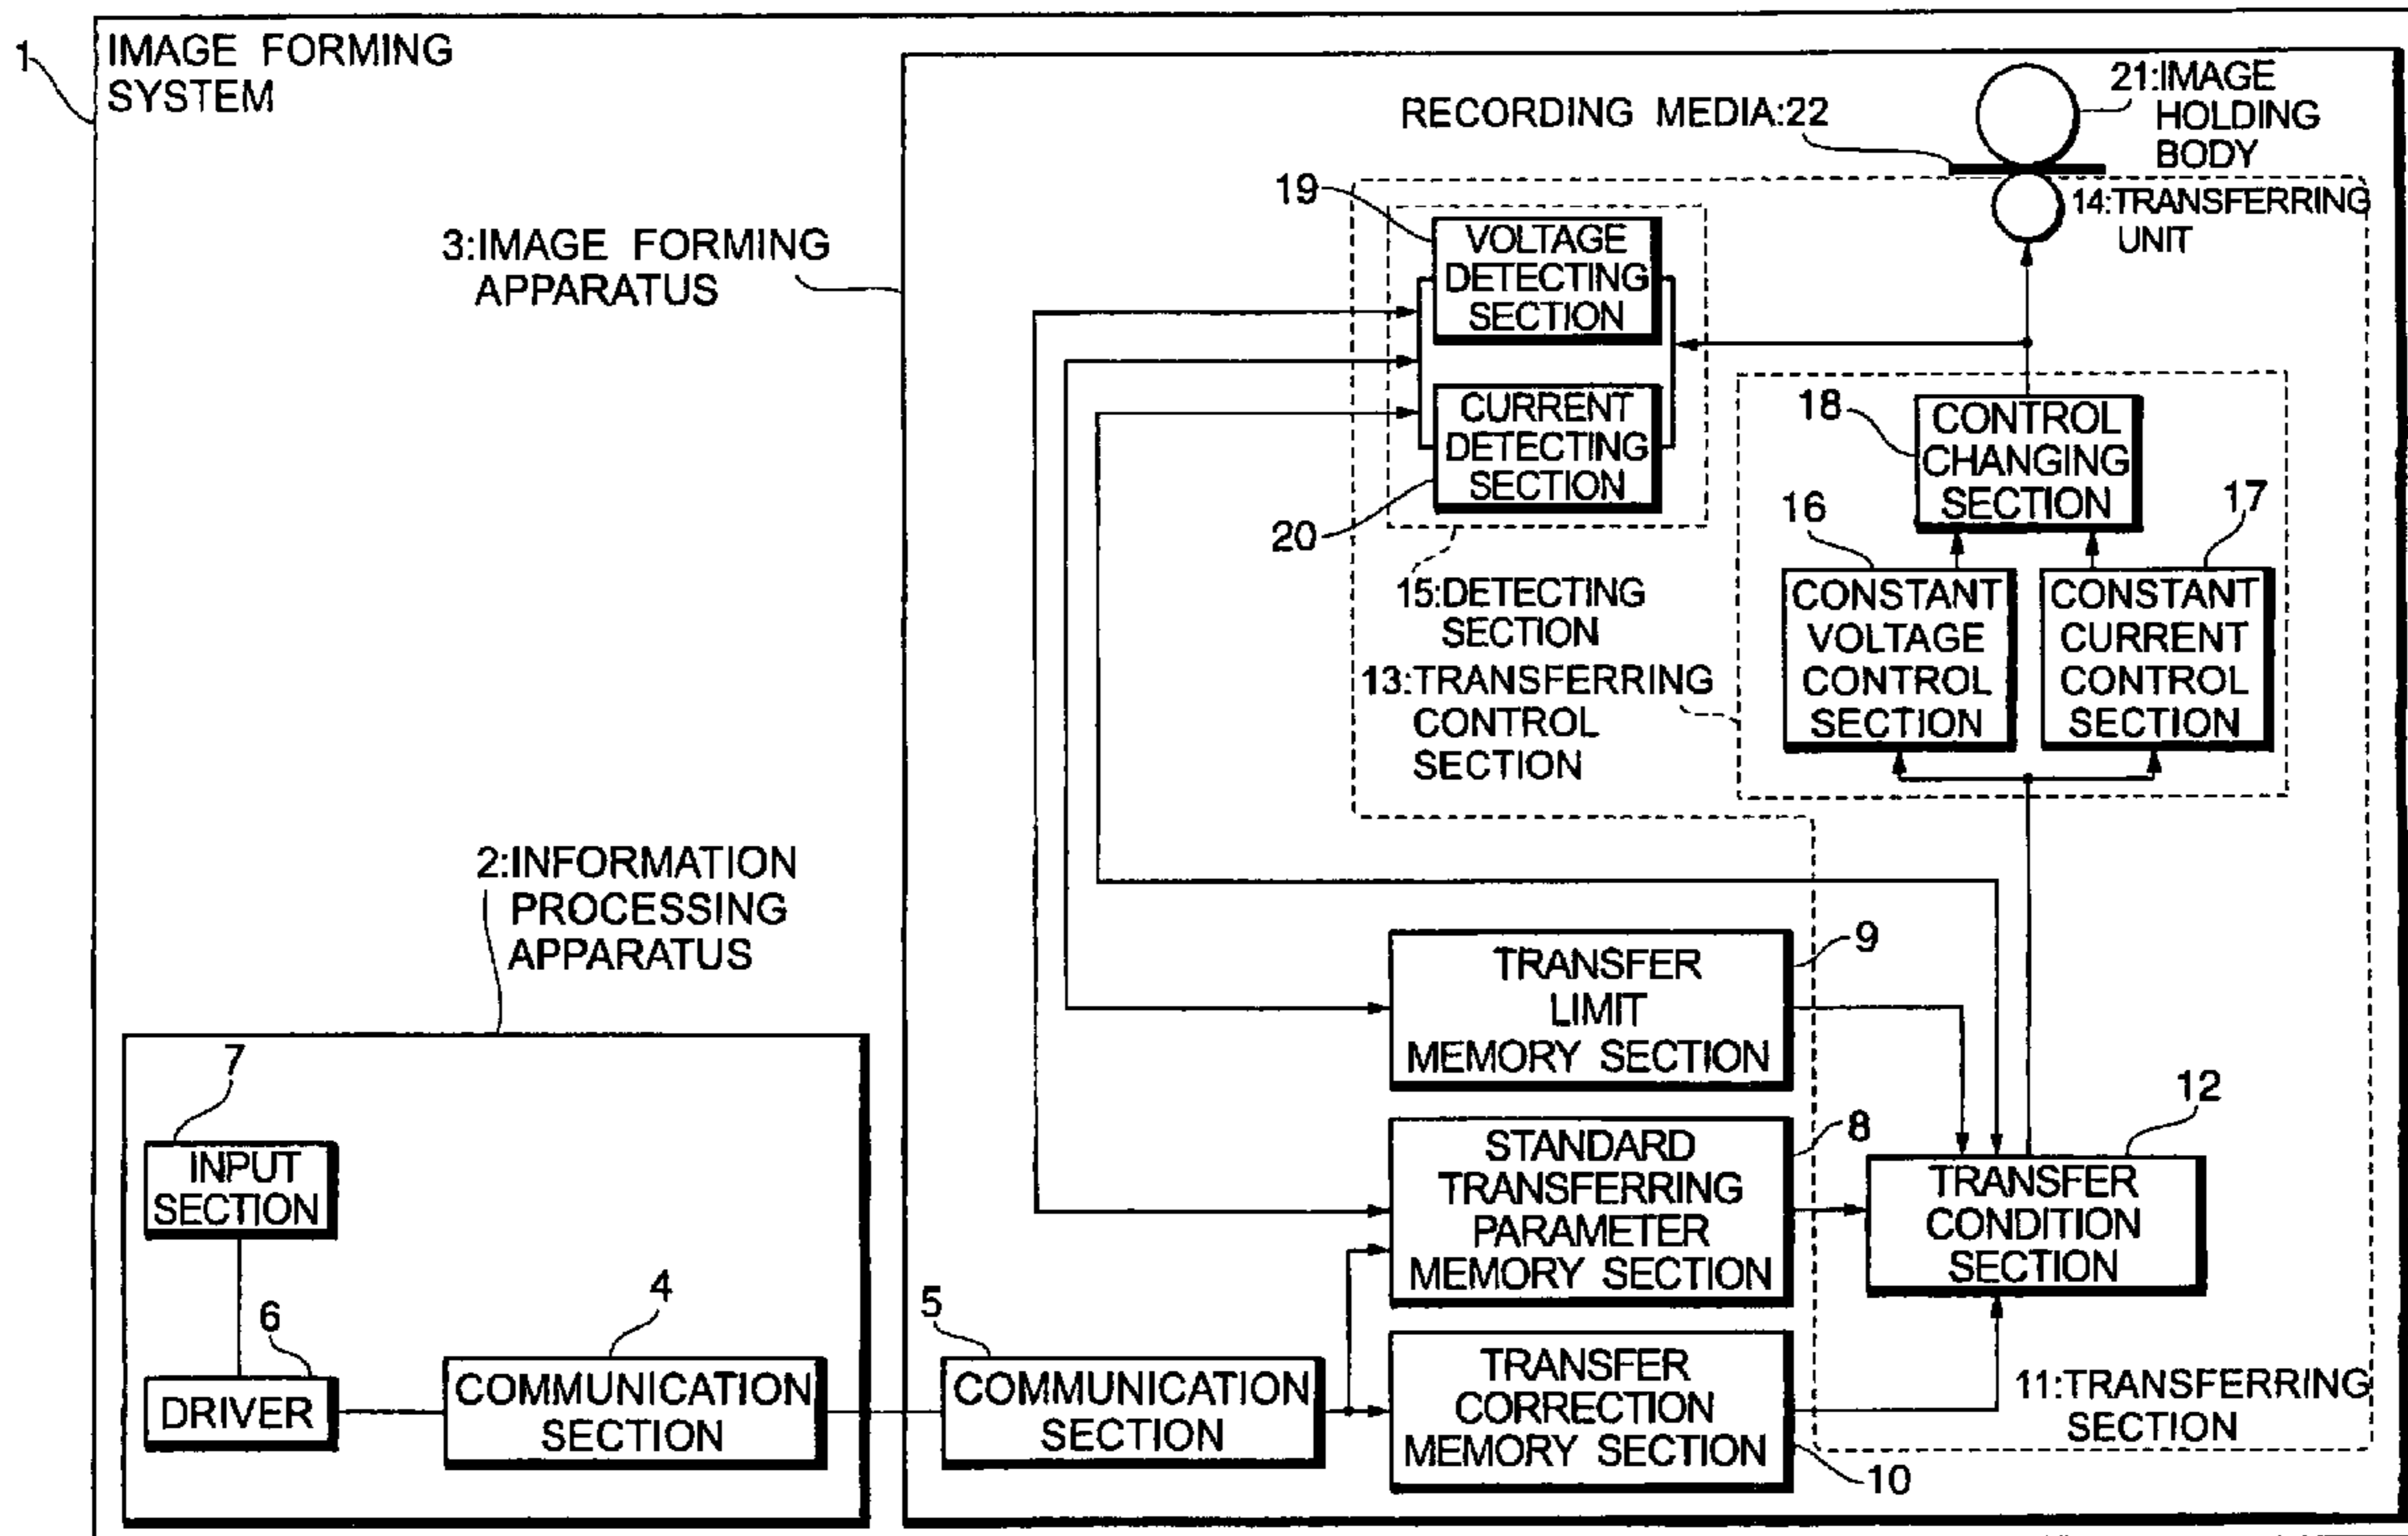 1
IMAGE FORMING
SYSTEM
21:IMAGE
HOLDING
BODY
RECORDING MEDIA:22
14:TRANSFERRING
UNIT
19
VOLTAGE
DETECTING
SECTION
3:IMAGE FORMING
APPARATUS
CURRENT
DETECTING
SECTION
20
18
CONTROL
CHANGING
SECTION
15:DETECTING
SECTION
16
CONSTANT
VOLTAGE
CONTROL
SECTION
17
CONSTANT
CURRENT
CONTROL
SECTION
13:TRANSFERRING
CONTROL
SECTION
2:INFORMATION
PROCESSING
APPARATUS
9
TRANSFER
LIMIT
MEMORY SECTION
7
INPUT
SECTION
8
STANDARD
TRANSFERRING
PARAMETER
MEMORY SECTION
12
TRANSFER
CONDITION
SECTION
6
DRIVER
4
COMMUNICATION
SECTION
5
COMMUNICATION
SECTION
TRANSFER
CORRECTION
MEMORY SECTION
10
11:TRANSFERRING
SECTION